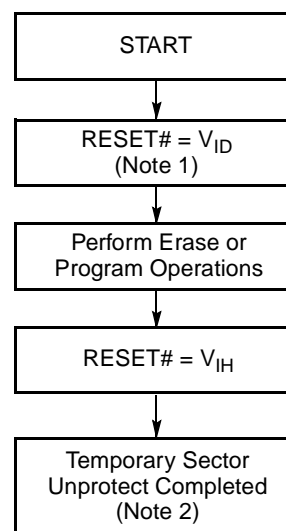 START
RESET# = VID
(Note 1)
Perform Erase or
Program Operations
RESET# = VIH
Temporary Sector
Unprotect Completed
(Note 2)